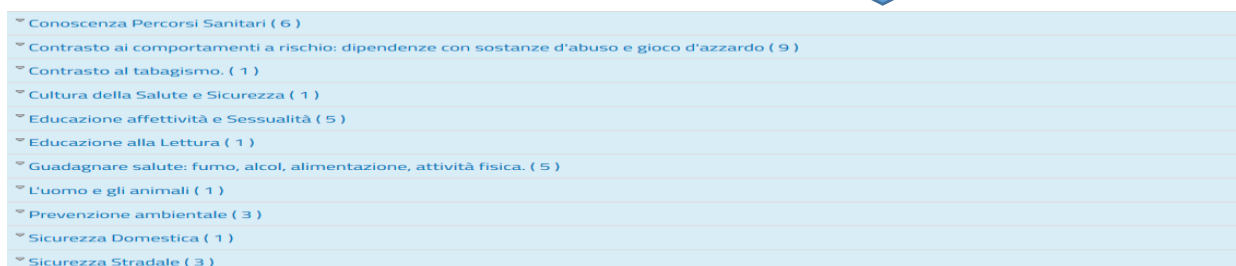 Conoscenza Percorsi Sanitari ( 6 )
Contrasto ai comportamenti a rischio: dipendenze con sostanze d'abuso e gioco d'azzardo ( 9 )
Contrasto al tabagismo. ( 1 )
Cultura della Salute e Sicurezza ( 1 )
Educazione affettività e Sessualità ( 5 )
Educazione alla Lettura ( 1 )
Guadagnare salute: fumo, alcol, alimentazione, attività fisica. ( 5 )
L'uomo e gli animali ( 1 )
Prevenzione ambientale ( 3 )
Sicurezza Domestica ( 1 )
Sicurezza Stradale ( 3 )